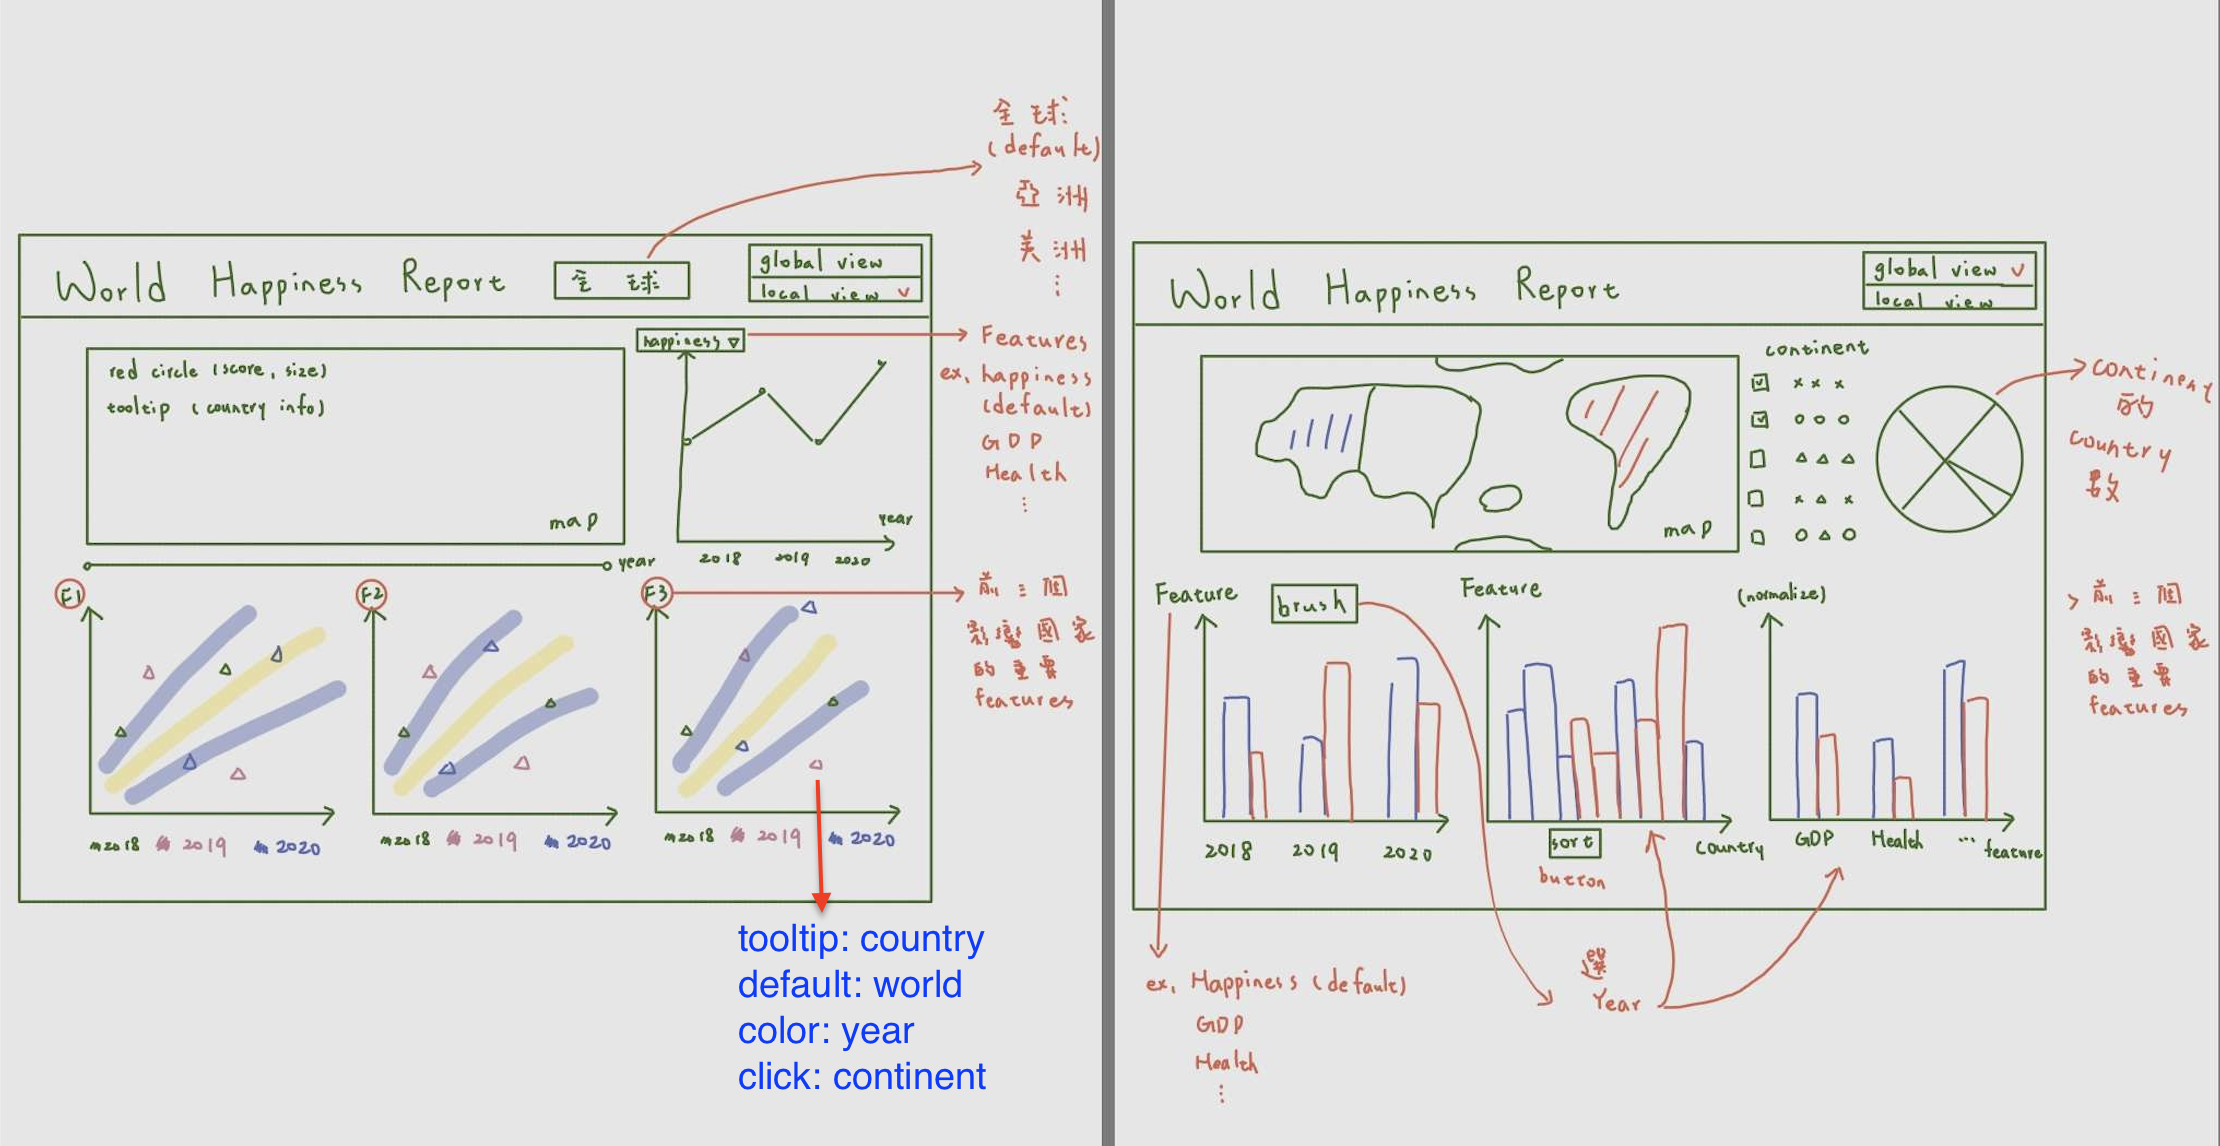 全球
(default)
亞洲
美洲
⋮
World Happiness Report
全球
global view
local view ✓
happiness ▽
Features
ex. happiness
(default)
GDP
Health
⋮
red circle (score, size)
tooltip (country info)
map
year
2018 2019 2020
year
F1
F2
F3
前三個
影響國家
的重要
features
2018 2019 2020
2018 2019 2020
2018 2019 2020
tooltip: country
default: world
color: year
click: continent
World Happiness Report
global view ✓
local view
continent
map
continent
的
country
數
Feature
brush
Feature
(normalize)
前三個
影響國家
的重要
features
2018 2019 2020
sort
button
country
GDP Health ... feature
選
Year
ex. Happiness (default)
GDP
Health
⋮